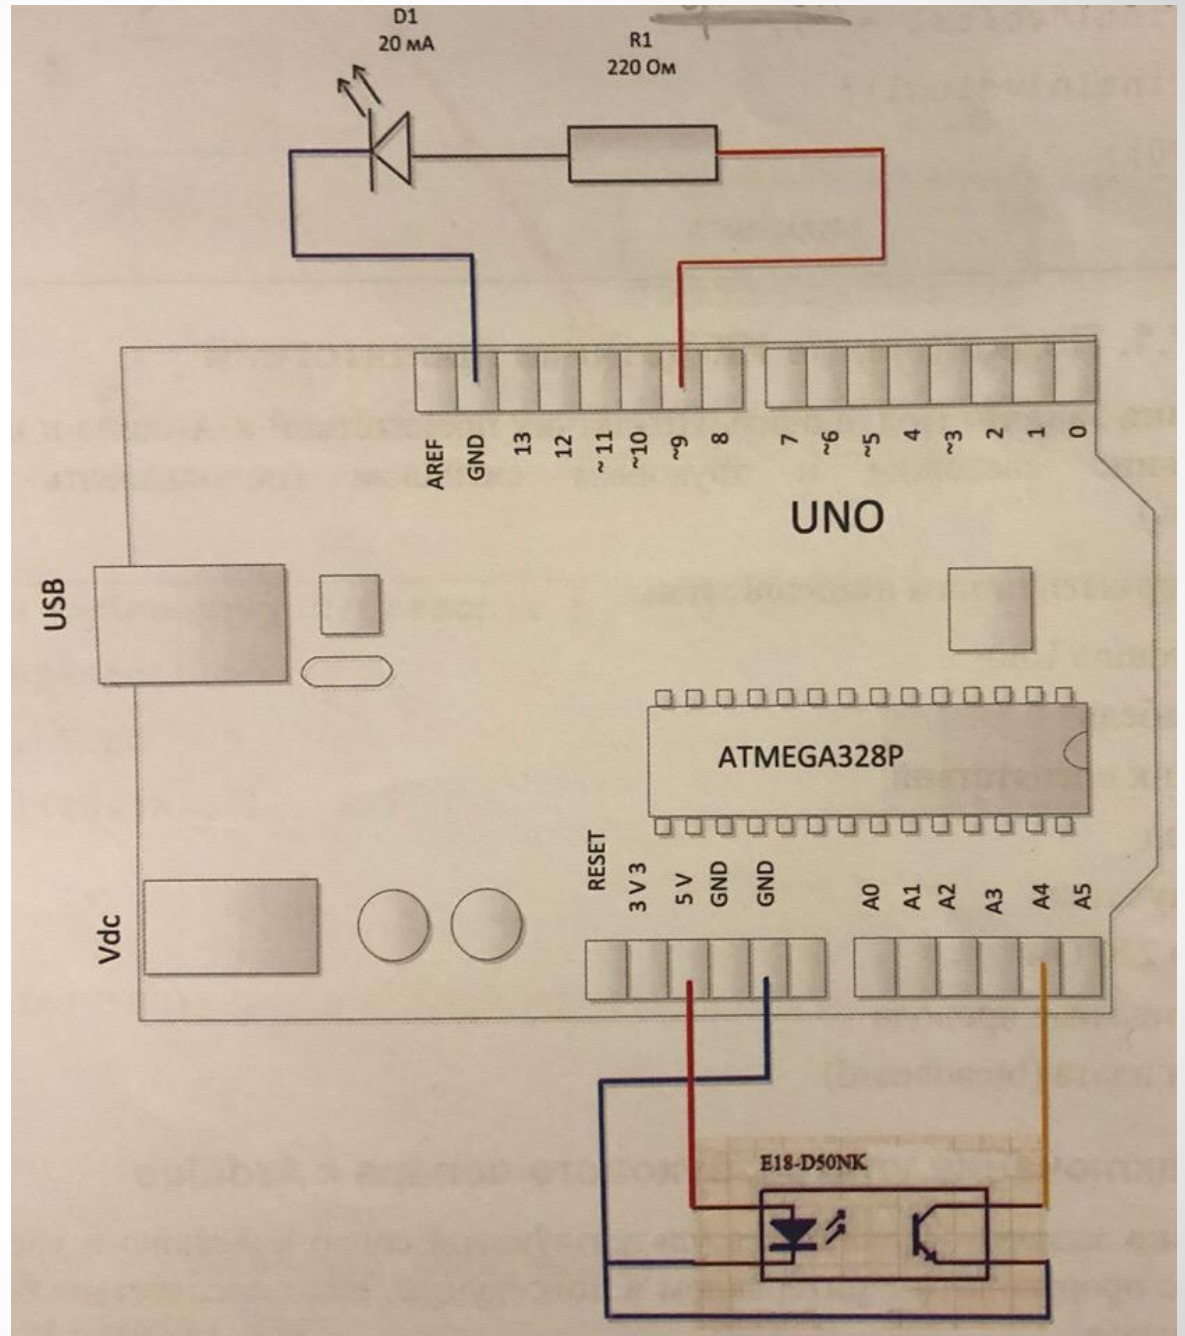 D1
20 мА
R1
220 Ом
AREF
GND
13
12
~11
~10
~9
8
7
~6
~5
4
~3
2
1
0
UNO
USB
ATMEGA328P
Vdc
RESET
3 V 3
5 V
GND
GND
A0
A1
A2
A3
A4
A5
E18-D50NK